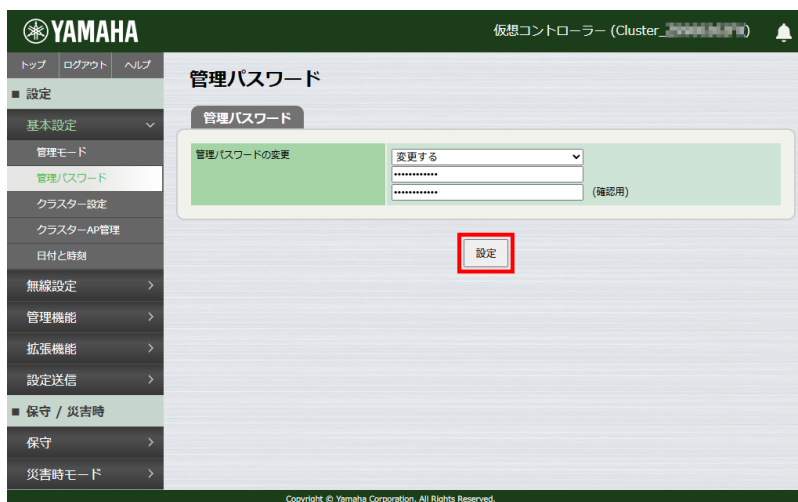 YAMAHA
仮想コントローラー (Cluster_)
トップ ログアウト ヘルプ
■ 設定
基本設定
管理モード
管理パスワード
クラスター設定
クラスターAP管理
日付と時刻
無線設定
管理機能
拡張機能
設定送信
■ 保守 / 災害時
保守
災害時モード
管理パスワード
管理パスワード
管理パスワードの変更
変更する
••••••••••••
••••••••••••
(確認用)
設定
Copyright © Yamaha Corporation. All Rights Reserved.